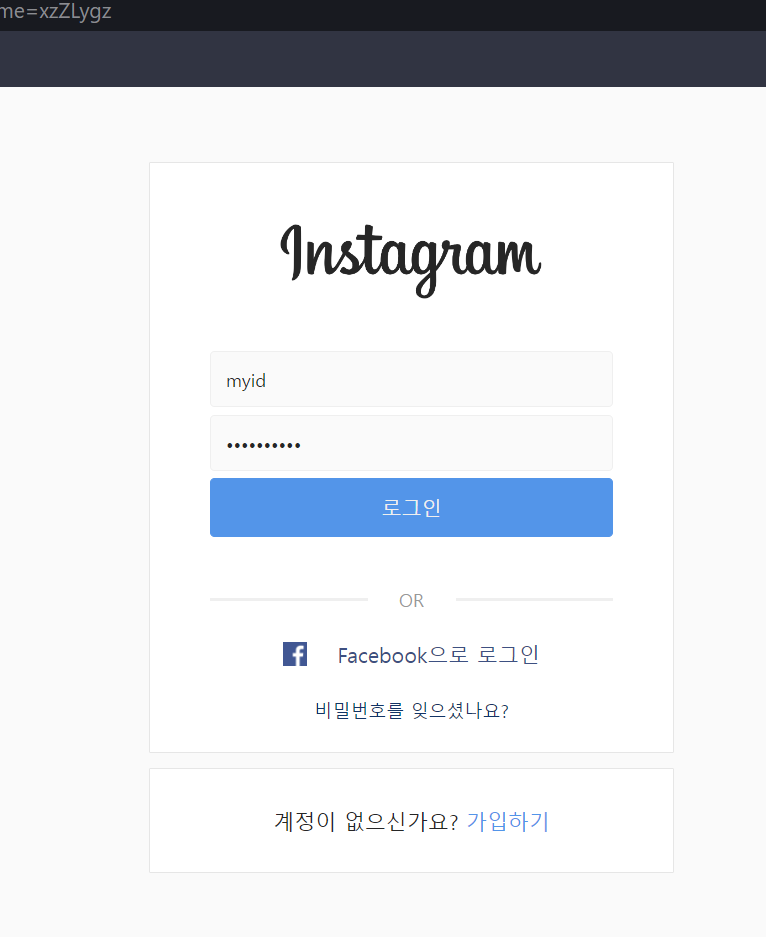 me=xzZLygz
Instagram
myid
••••••••••
로그인
OR
Facebook으로 로그인
비밀번호를 잊으셨나요?
계정이 없으신가요? 가입하기